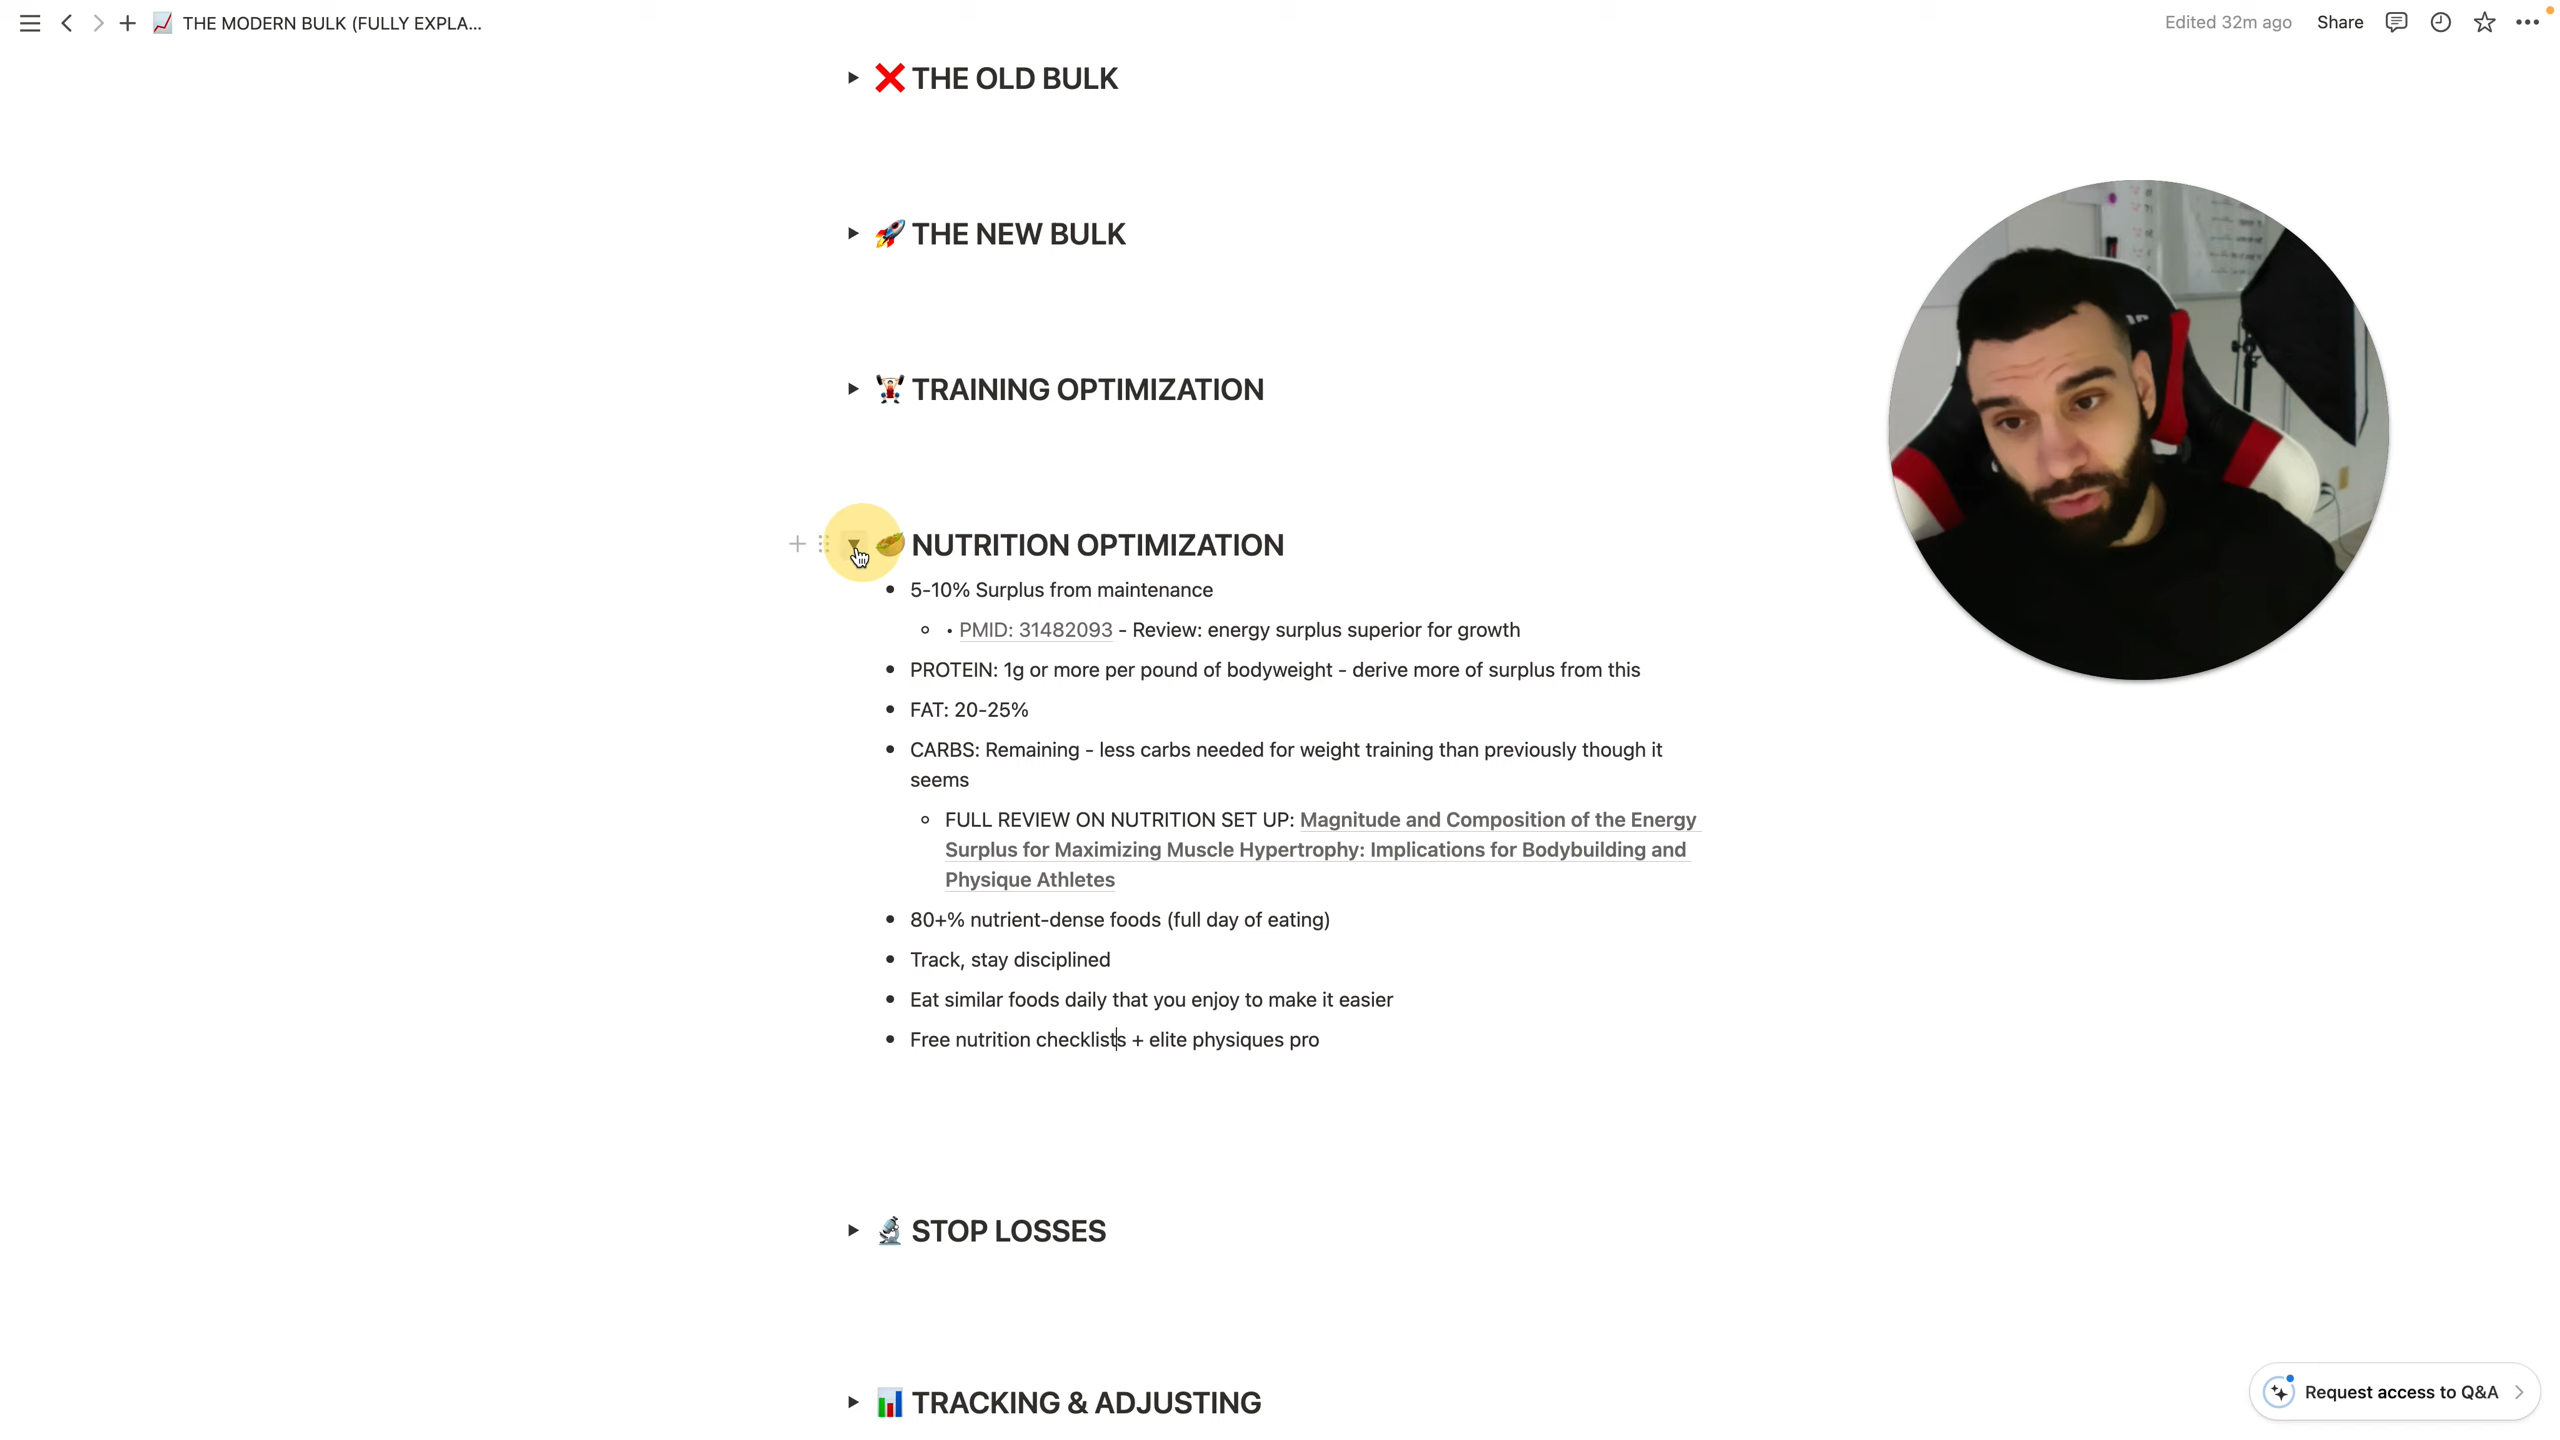 THE MODERN BULK (FULLY EXPLA...
Edited 32m ago
Share
THE OLD BULK
THE NEW BULK
TRAINING OPTIMIZATION
NUTRITION OPTIMIZATION
5-10% Surplus from maintenance
• PMID: 31482093 - Review: energy surplus superior for growth
PROTEIN: 1g or more per pound of bodyweight - derive more of surplus from this
FAT: 20-25%
CARBS: Remaining - less carbs needed for weight training than previously though it
seems
FULL REVIEW ON NUTRITION SET UP: Magnitude and Composition of the Energy
Surplus for Maximizing Muscle Hypertrophy: Implications for Bodybuilding and
Physique Athletes
80+% nutrient-dense foods (full day of eating)
Track, stay disciplined
Eat similar foods daily that you enjoy to make it easier
Free nutrition checklists + elite physiques pro
STOP LOSSES
TRACKING & ADJUSTING
Request access to Q&A